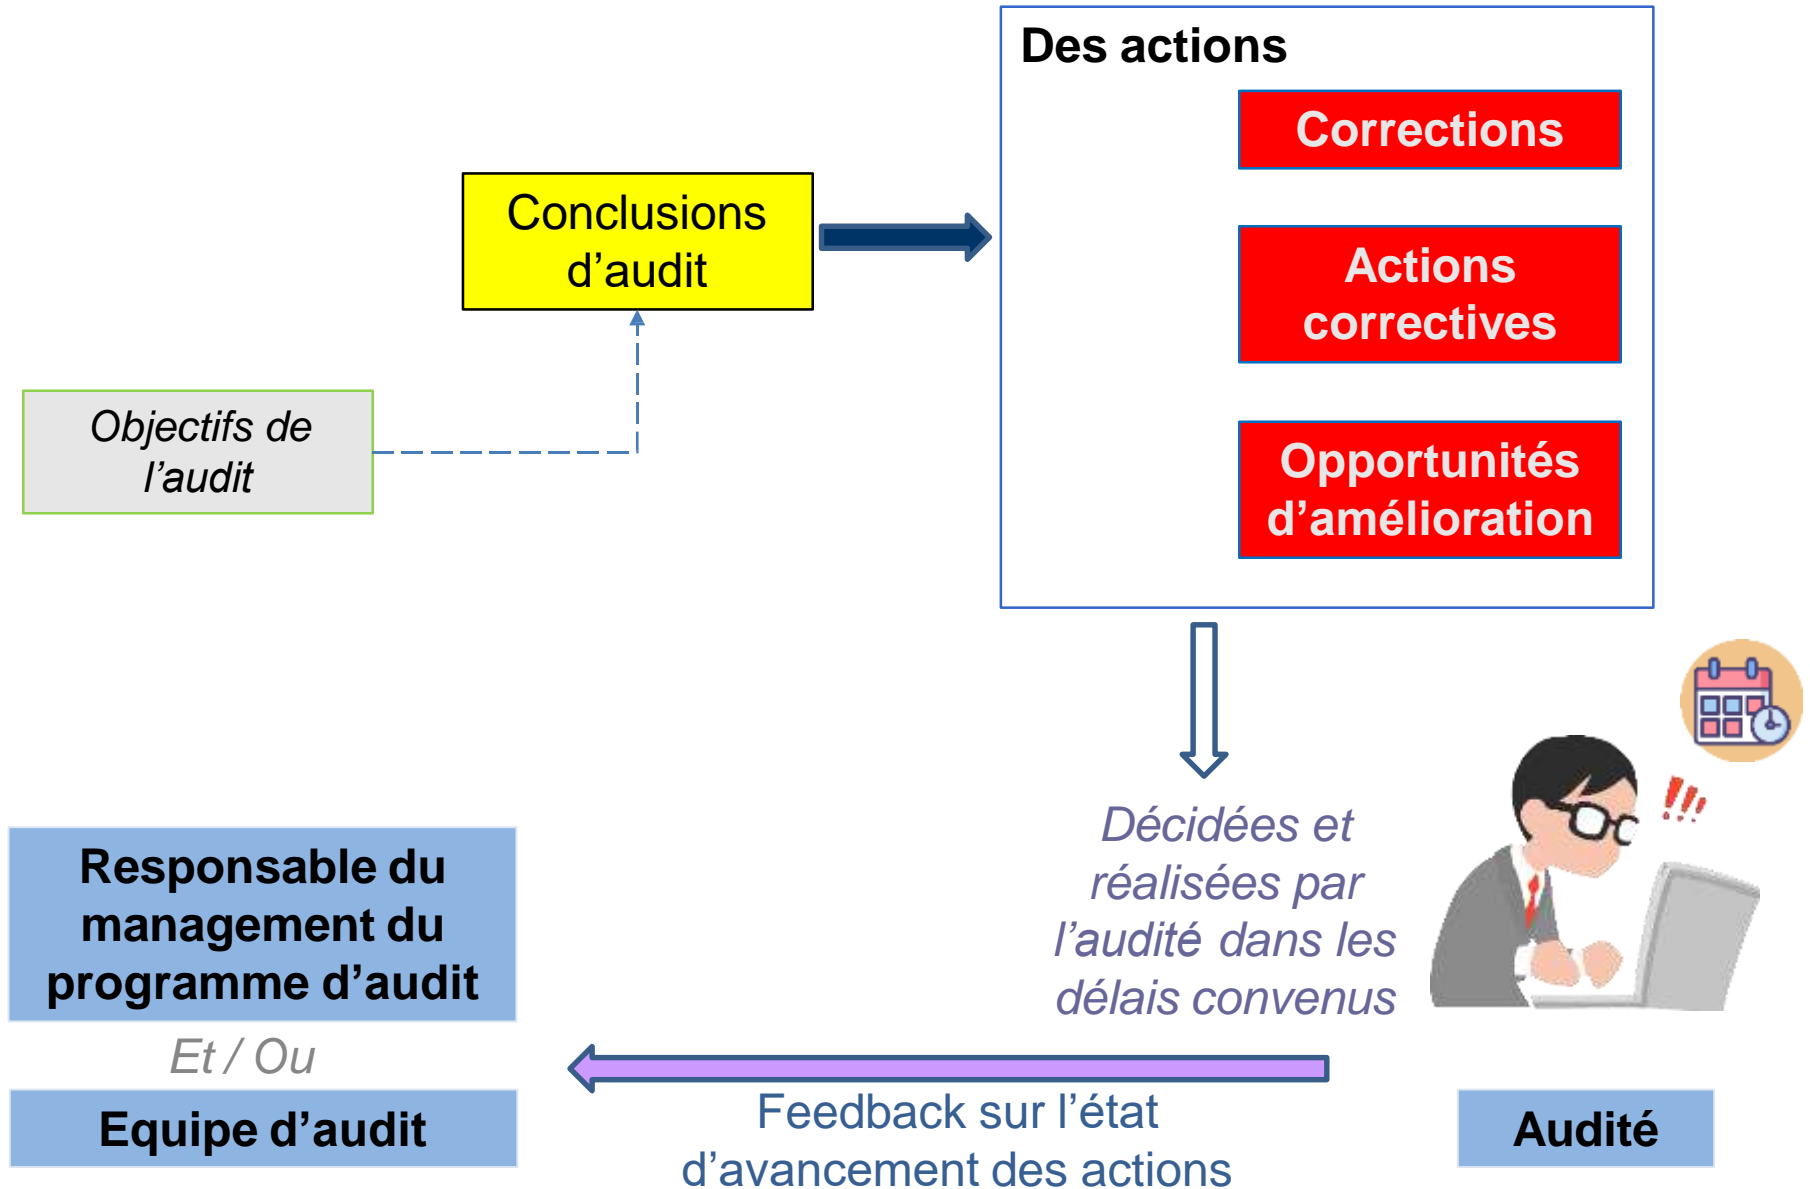 Des actions
Corrections
Conclusions
d’audit
Actions
correctives
Objectifs de
l’audit
Opportunités
d’amélioration
Décidées et
réalisées par
l’audité dans les
délais convenus
Responsable du
management du
programme d’audit
Et / Ou
Equipe d’audit
Feedback sur l’état
d’avancement des actions
Audité